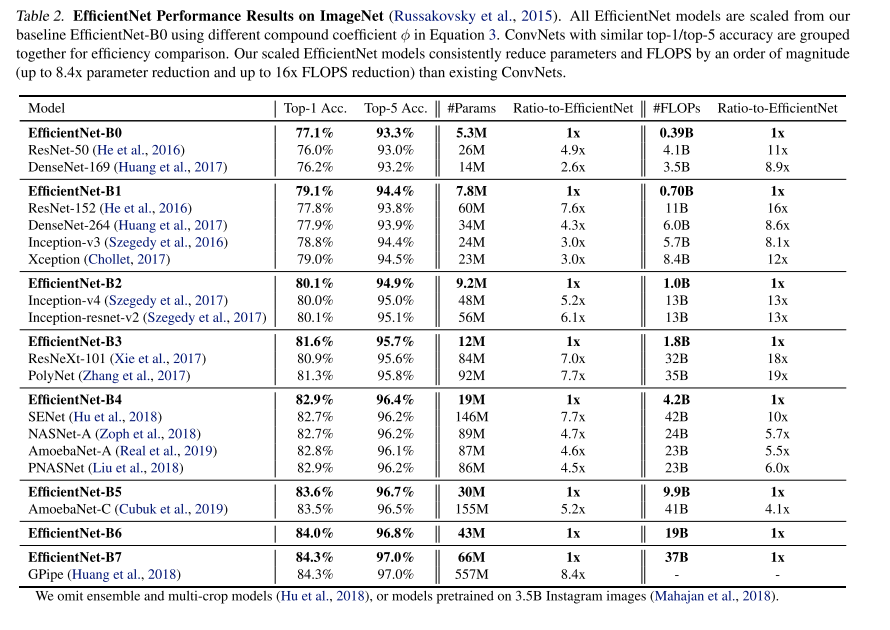 Table 2. EfficientNet Performance Results on ImageNet (Russakovsky et al., 2015). All EfficientNet models are scaled from our
baseline EfficientNet-B0 using different compound coefficient ϕ in Equation 3. ConvNets with similar top-1/top-5 accuracy are grouped
together for efficiency comparison. Our scaled EfficientNet models consistently reduce parameters and FLOPS by an order of magnitude
(up to 8.4x parameter reduction and up to 16x FLOPS reduction) than existing ConvNets.
Model Top-1 Acc. Top-5 Acc. #Params Ratio-to-EfficientNet #FLOPs Ratio-to-EfficientNet
EfficientNet-B0 77.1% 93.3% 5.3M 1x 0.39B 1x
ResNet-50 (He et al., 2016) 76.0% 93.0% 26M 4.9x 4.1B 11x
DenseNet-169 (Huang et al., 2017) 76.2% 93.2% 14M 2.6x 3.5B 8.9x
EfficientNet-B1 79.1% 94.4% 7.8M 1x 0.70B 1x
ResNet-152 (He et al., 2016) 77.8% 93.8% 60M 7.6x 11B 16x
DenseNet-264 (Huang et al., 2017) 77.9% 93.9% 34M 4.3x 6.0B 8.6x
Inception-v3 (Szegedy et al., 2016) 78.8% 94.4% 24M 3.0x 5.7B 8.1x
Xception (Chollet, 2017) 79.0% 94.5% 23M 3.0x 8.4B 12x
EfficientNet-B2 80.1% 94.9% 9.2M 1x 1.0B 1x
Inception-v4 (Szegedy et al., 2017) 80.0% 95.0% 48M 5.2x 13B 13x
Inception-resnet-v2 (Szegedy et al., 2017) 80.1% 95.1% 56M 6.1x 13B 13x
EfficientNet-B3 81.6% 95.7% 12M 1x 1.8B 1x
ResNeXt-101 (Xie et al., 2017) 80.9% 95.6% 84M 7.0x 32B 18x
PolyNet (Zhang et al., 2017) 81.3% 95.8% 92M 7.7x 35B 19x
EfficientNet-B4 82.9% 96.4% 19M 1x 4.2B 1x
SENet (Hu et al., 2018) 82.7% 96.2% 146M 7.7x 42B 10x
NASNet-A (Zoph et al., 2018) 82.7% 96.2% 89M 4.7x 24B 5.7x
AmoebaNet-A (Real et al., 2019) 82.8% 96.1% 87M 4.6x 23B 5.5x
PNASNet (Liu et al., 2018) 82.9% 96.2% 86M 4.5x 23B 6.0x
EfficientNet-B5 83.6% 96.7% 30M 1x 9.9B 1x
AmoebaNet-C (Cubuk et al., 2019) 83.5% 96.5% 155M 5.2x 41B 4.1x
EfficientNet-B6 84.0% 96.8% 43M 1x 19B 1x
EfficientNet-B7 84.3% 97.0% 66M 1x 37B 1x
GPipe (Huang et al., 2018) 84.3% 97.0% 557M 8.4x - -
We omit ensemble and multi-crop models (Hu et al., 2018), or models pretrained on 3.5B Instagram images (Mahajan et al., 2018).